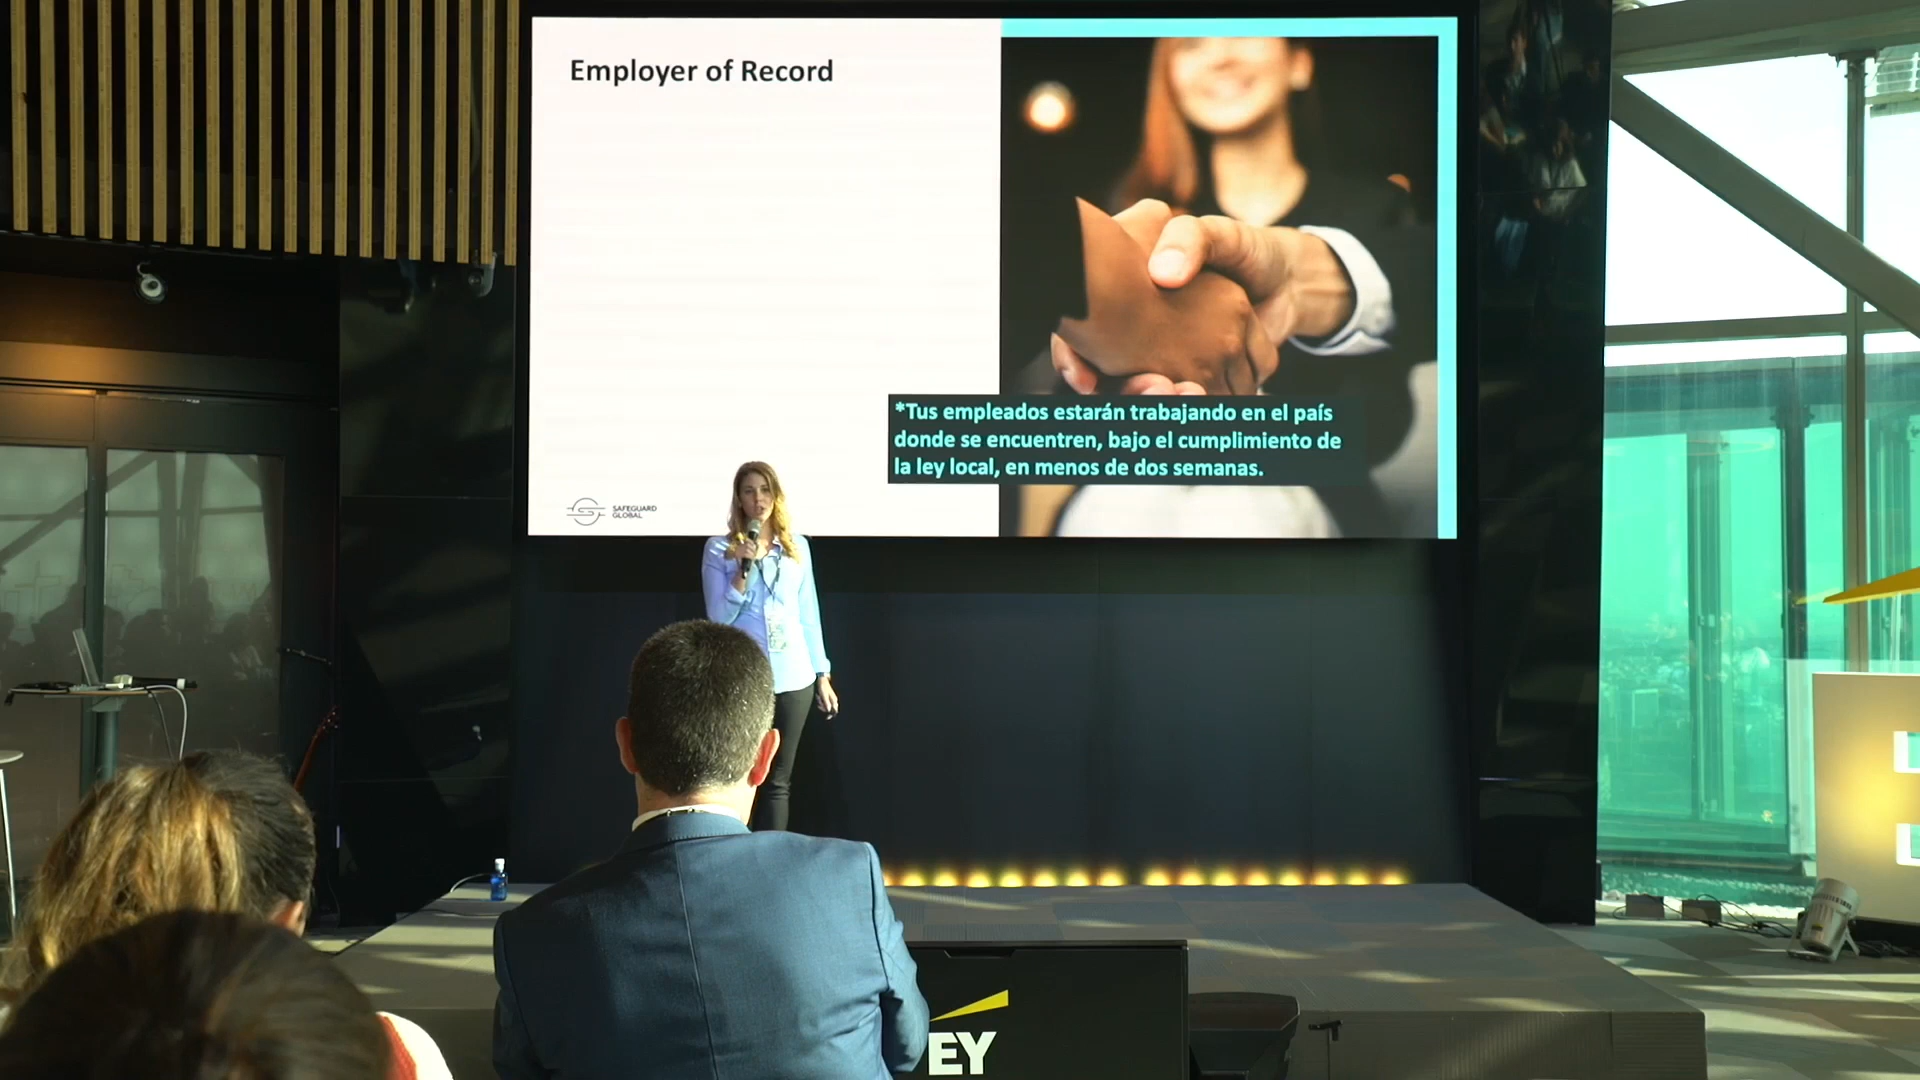 Employer of Record
*Tus empleados estarán trabajando en el país
donde se encuentren, bajo el cumplimiento de
la ley local, en menos de dos semanas.
SAFEGUARD
GLOBAL
EY
E